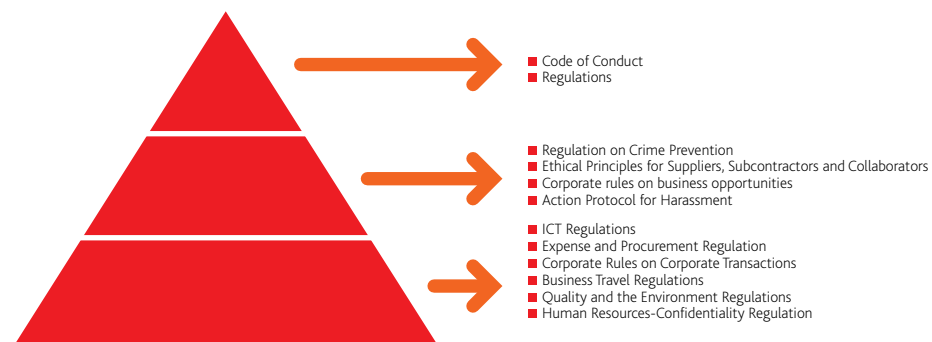 Code of Conduct
Regulations
Regulation on Crime Prevention
Ethical Principles for Suppliers, Subcontractors and Collaborators
Corporate rules on business opportunities
Action Protocol for Harassment
ICT Regulations
Expense and Procurement Regulation
Corporate Rules on Corporate Transactions
Business Travel Regulations
Quality and the Environment Regulations
Human Resources-Confidentiality Regulation